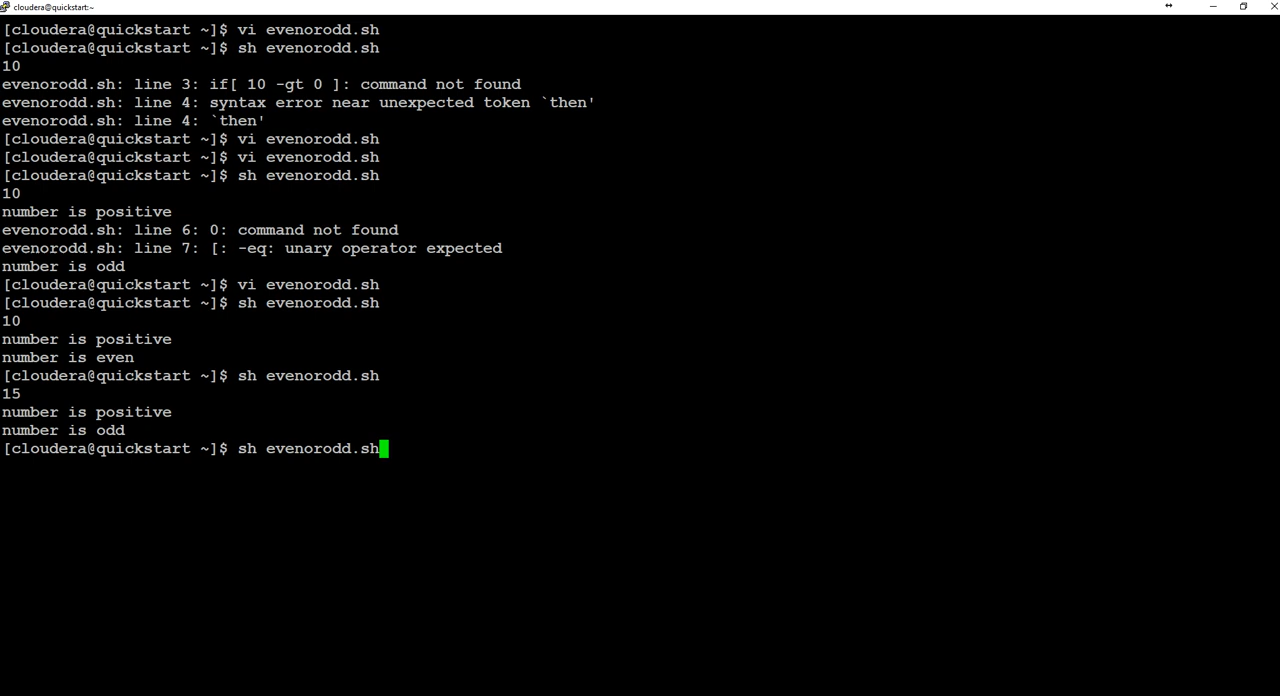 cloudera@quickstart:~
[cloudera@quickstart ~]$ vi evenorodd.sh
[cloudera@quickstart ~]$ sh evenorodd.sh
10
evenorodd.sh: line 3: if[ 10 -gt 0 ]: command not found
evenorodd.sh: line 4: syntax error near unexpected token `then'
evenorodd.sh: line 4: `then'
[cloudera@quickstart ~]$ vi evenorodd.sh
[cloudera@quickstart ~]$ vi evenorodd.sh
[cloudera@quickstart ~]$ sh evenorodd.sh
10
number is positive
evenorodd.sh: line 6: 0: command not found
evenorodd.sh: line 7: [: -eq: unary operator expected
number is odd
[cloudera@quickstart ~]$ vi evenorodd.sh
[cloudera@quickstart ~]$ sh evenorodd.sh
10
number is positive
number is even
[cloudera@quickstart ~]$ sh evenorodd.sh
15
number is positive
number is odd
[cloudera@quickstart ~]$ sh evenorodd.sh